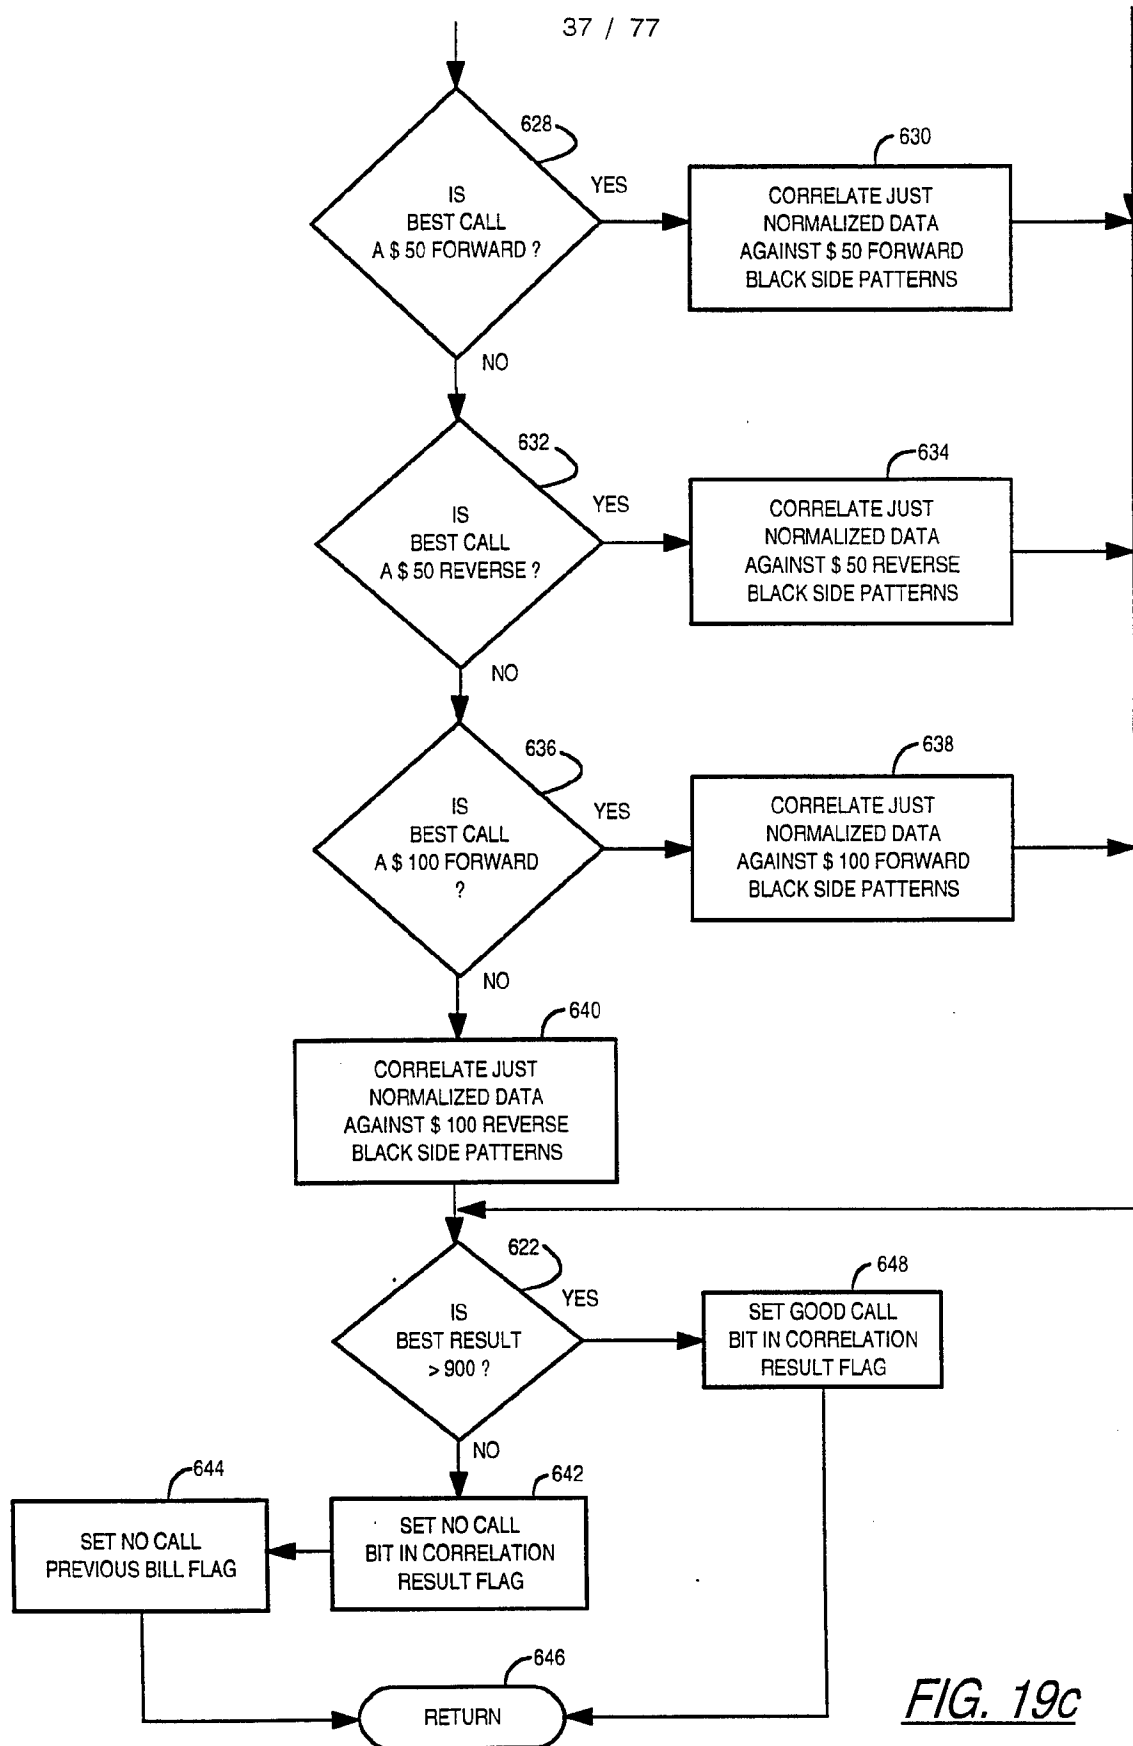 37 / 77
628
630
IS
BEST CALL
A $ 50 FORWARD ?
YES
CORRELATE JUST
NORMALIZED DATA
AGAINST $ 50 FORWARD
BLACK SIDE PATTERNS
NO
632
634
IS
BEST CALL
A $ 50 REVERSE ?
YES
CORRELATE JUST
NORMALIZED DATA
AGAINST $ 50 REVERSE
BLACK SIDE PATTERNS
NO
636
638
IS
BEST CALL
A $ 100 FORWARD
?
YES
CORRELATE JUST
NORMALIZED DATA
AGAINST $ 100 FORWARD
BLACK SIDE PATTERNS
NO
640
CORRELATE JUST
NORMALIZED DATA
AGAINST $ 100 REVERSE
BLACK SIDE PATTERNS
622
648
IS
BEST RESULT
> 900 ?
YES
SET GOOD CALL
BIT IN CORRELATION
RESULT FLAG
NO
644
642
SET NO CALL
PREVIOUS BILL FLAG
SET NO CALL
BIT IN CORRELATION
RESULT FLAG
646
RETURN
FIG. 19c